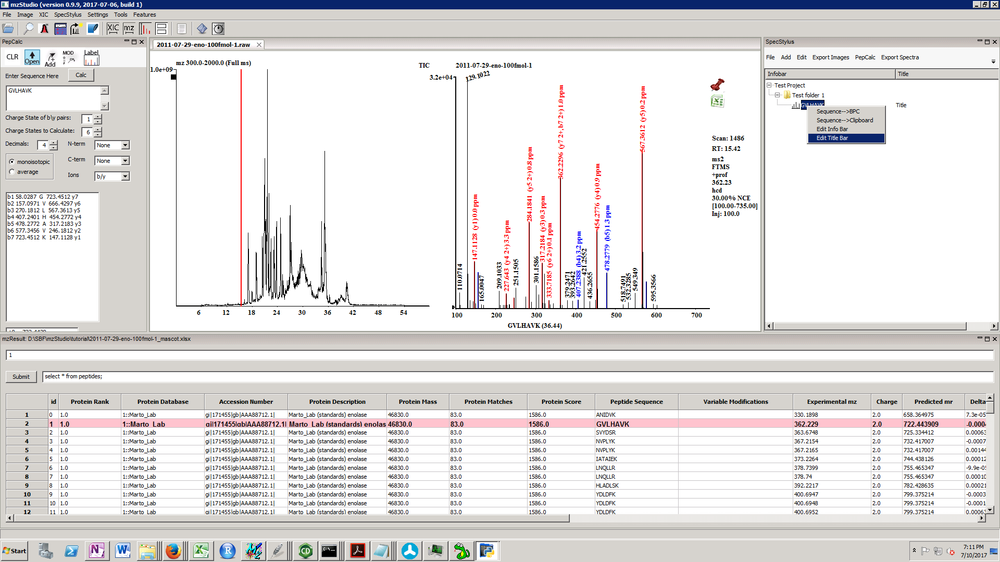 mzStudio (version 0.9.9, 2017-07-06, build 1)
File Image XIC SpecStylus Settings Tools Features
XIC mz
PepCalc
CLR Open Add MOD Label
Enter Sequence Here Calc
GVLHAVK
Charge State of b\y pairs: 1
Charge States to Calculate: 6
Decimals: 4 N-term None
monoisotopic C-term None
average Ions b/y
b1 58.0287 G 723.4512 y7
b2 157.0971 V 666.4297 y6
b3 270.1812 L 567.3613 y5
b4 407.2401 H 454.2772 y4
b5 478.2772 A 317.2183 y3
b6 577.3456 V 246.1812 y2
b7 723.4512 K 147.1128 y1
2011-07-29-eno-100fmol-1.raw
mz 300.0-2000.0 (Full ms) TIC
1.0e+09
6 12 18 24 30 36 42 48 54
2011-07-29-eno-100fmol-1
3.2e+04
129.1022
110.0714
147.1128 (y1) 0.0 ppm
165.0047
209.1033
227.643 (y4 2+) 3.3 ppm
251.1505
284.1841 (y5 2+) 0.8 ppm
301.1586
317.2184 (y3) 0.3 ppm
333.7185 (y6 2+) 0.1 ppm
362.2296 (y7 2+, b7 2+) 1.0 ppm
379.2471
393.2642
407.2388 (b4) 3.2 ppm
421.2552
436.2655
454.2776 (y4) 0.9 ppm
478.2779 (b5) 1.3 ppm
518.7491
532.3285
549.349
567.3612 (y5) 0.2 ppm
595.3566
100 200 300 400 500 600 700
GVLHAVK (36.44)
Scan: 1486
RT: 15.42
ms2
FTMS
+prof
362.23
hcd
30.00% NCE
[100.00-735.00]
Inj: 100.0
SpecStylus
File Add Edit Export Images PepCalc Export Spectra
Infobar Title
Test Project
Test folder 1
GVLHAVK Title
Sequence-->BPC
Sequence-->Clipboard
Edit Info Bar
Edit Title Bar
mzResult: D:\SBF\mzStudio\tutorial\2011-07-29-eno-100fmol-1_mascot.xlsx
1
Submit select * from peptides;
id Protein Rank Protein Database Accession Number Protein Description Protein Mass Protein Matches Protein Score Peptide Sequence Variable Modifications Experimental mz Charge Predicted mr Delta
1 0 1.0 1::Marto_Lab gi|171455|gb|AAA88712.1| Marto_Lab (standards) enolase 46830.0 83.0 1586.0 ANIDVK 330.1898 2.0 658.364975 7.3e-05
2 1 1.0 1::Marto_Lab gi|171455|gb|AAA88712.1| Marto_Lab (standards) enolas 46830.0 83.0 1586.0 GVLHAVK 362.229 2.0 722.443909 -0.0004
3 2 1.0 1::Marto_Lab gi|171455|gb|AAA88712.1| Marto_Lab (standards) enolase 46830.0 83.0 1586.0 SVYDSR 363.6748 2.0 725.334412 0.00063
4 3 1.0 1::Marto_Lab gi|171455|gb|AAA88712.1| Marto_Lab (standards) enolase 46830.0 83.0 1586.0 NVPLYK 367.2154 2.0 732.417007 -0.0007
5 4 1.0 1::Marto_Lab gi|171455|gb|AAA88712.1| Marto_Lab (standards) enolase 46830.0 83.0 1586.0 NVPLYK 367.2165 2.0 732.417007 0.00144
6 5 1.0 1::Marto_Lab gi|171455|gb|AAA88712.1| Marto_Lab (standards) enolase 46830.0 83.0 1586.0 IATAIEK 373.2264 2.0 744.438126 0.00012
7 6 1.0 1::Marto_Lab gi|171455|gb|AAA88712.1| Marto_Lab (standards) enolase 46830.0 83.0 1586.0 LNQLLR 378.7399 2.0 755.465347 -9.9e-05
8 7 1.0 1::Marto_Lab gi|171455|gb|AAA88712.1| Marto_Lab (standards) enolase 46830.0 83.0 1586.0 LNQLLR 378.74 2.0 755.465347 0.00010
9 8 1.0 1::Marto_Lab gi|171455|gb|AAA88712.1| Marto_Lab (standards) enolase 46830.0 83.0 1586.0 HLADLSK 392.2217 2.0 782.428635 0.00021
10 9 1.0 1::Marto_Lab gi|171455|gb|AAA88712.1| Marto_Lab (standards) enolase 46830.0 83.0 1586.0 YDLDFK 400.6947 2.0 799.375214 -0.0003
11 10 1.0 1::Marto_Lab gi|171455|gb|AAA88712.1| Marto_Lab (standards) enolase 46830.0 83.0 1586.0 YDLDFK 400.6948 2.0 799.375214 -0.0001
12 11 1.0 1::Marto_Lab gi|171455|gb|AAA88712.1| Marto_Lab (standards) enolase 46830.0 83.0 1586.0 YDLDFK 400.6952 2.0 799.375214 0.00063
Start 7:11 PM
7/10/2017